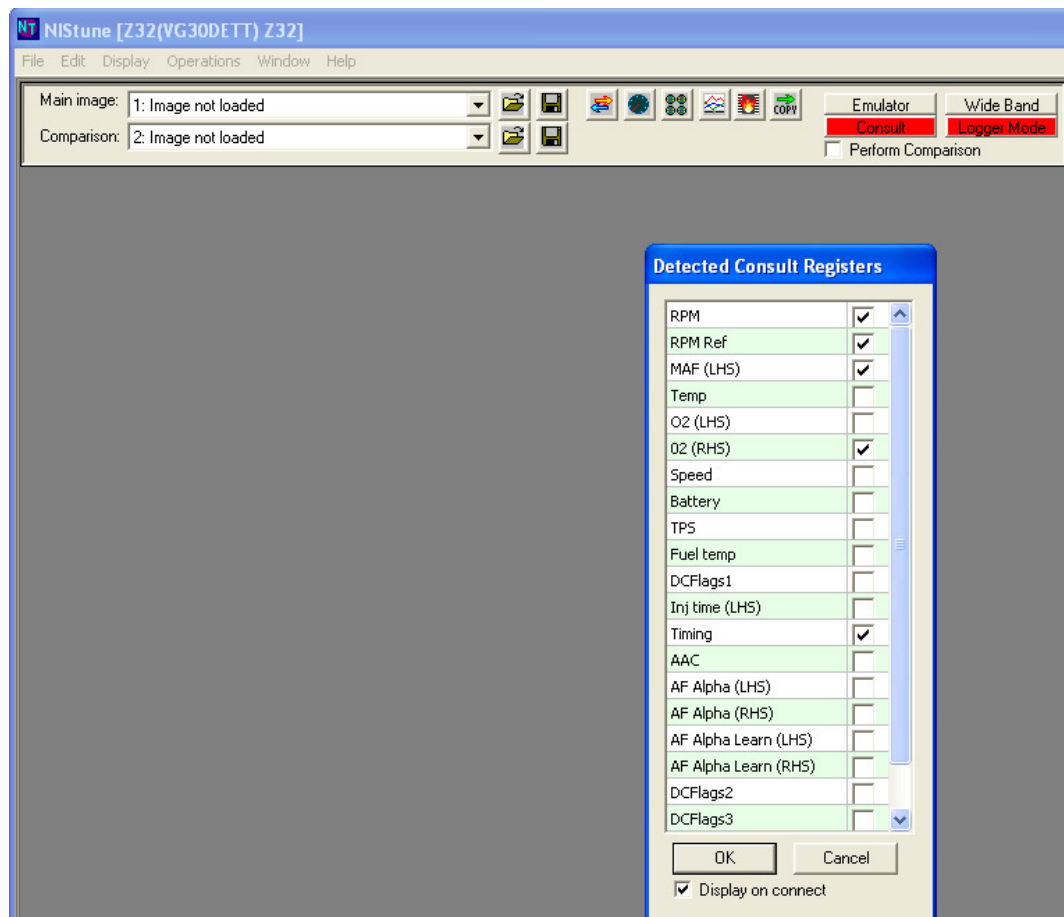 NIStune [Z32(VG30DETT) Z32]
File Edit Display Operations Window Help
Main image: 1: Image not loaded
Comparison: 2: Image not loaded
COPY
Emulator Wide Band
Consult Logger Mode
Perform Comparison
Detected Consult Registers
RPM
RPM Ref
MAF (LHS)
Temp
O2 (LHS)
02 (RHS)
Speed
Battery
TPS
Fuel temp
DCFlags1
Inj time (LHS)
Timing
AAC
AF Alpha (LHS)
AF Alpha (RHS)
AF Alpha Learn (LHS)
AF Alpha Learn (RHS)
DCFlags2
DCFlags3
OK Cancel
Display on connect